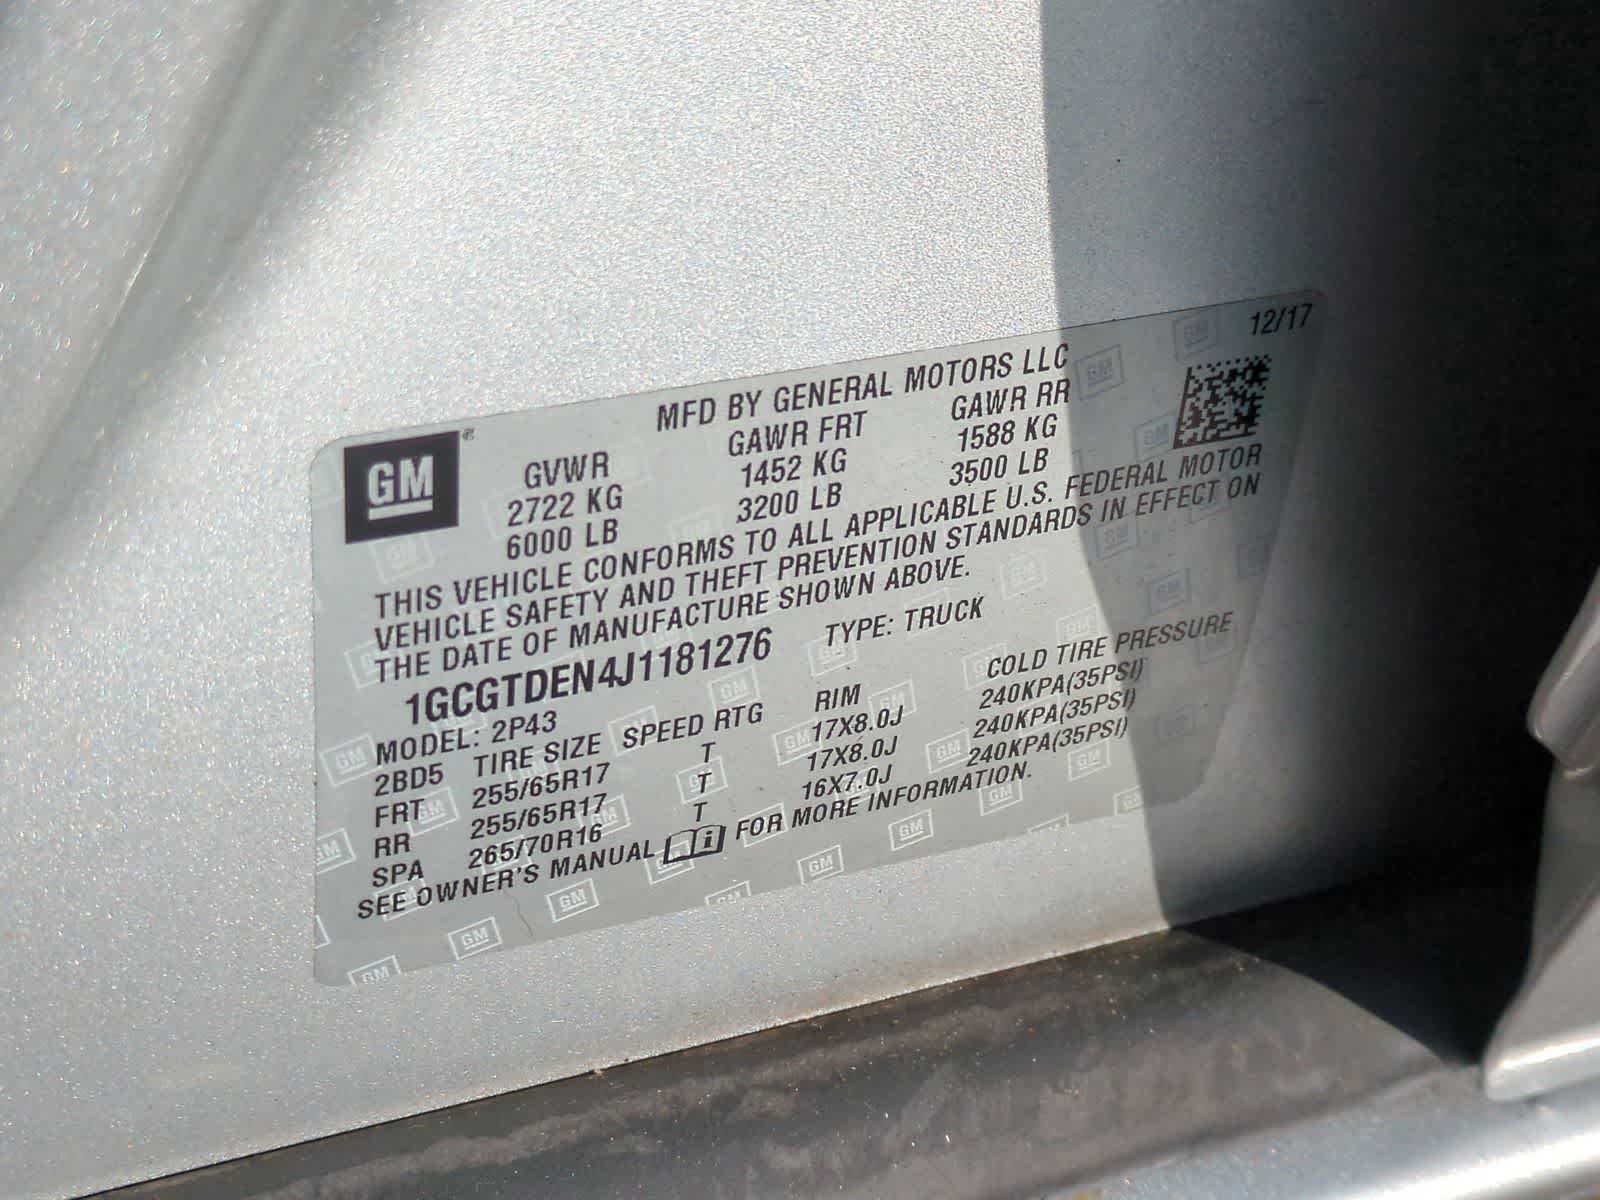 12/17
MFD BY GENERAL MOTORS LLC
GM®
GVWR GAWR FRT GAWR RR
2722 KG 1452 KG 1588 KG
6000 LB 3200 LB 3500 LB
THIS VEHICLE CONFORMS TO ALL APPLICABLE U.S. FEDERAL MOTOR
VEHICLE SAFETY AND THEFT PREVENTION STANDARDS IN EFFECT ON
THE DATE OF MANUFACTURE SHOWN ABOVE.
1GCGTDEN4J1181276 TYPE: TRUCK
MODEL: 2P43
2BD5 TIRE SIZE SPEED RTG RIM COLD TIRE PRESSURE
FRT 255/65R17 T 17X8.0J 240KPA(35PSI)
RR 255/65R17 T 17X8.0J 240KPA(35PSI)
SPA 265/70R16 T 16X7.0J 240KPA(35PSI)
SEE OWNER'S MANUAL i FOR MORE INFORMATION.